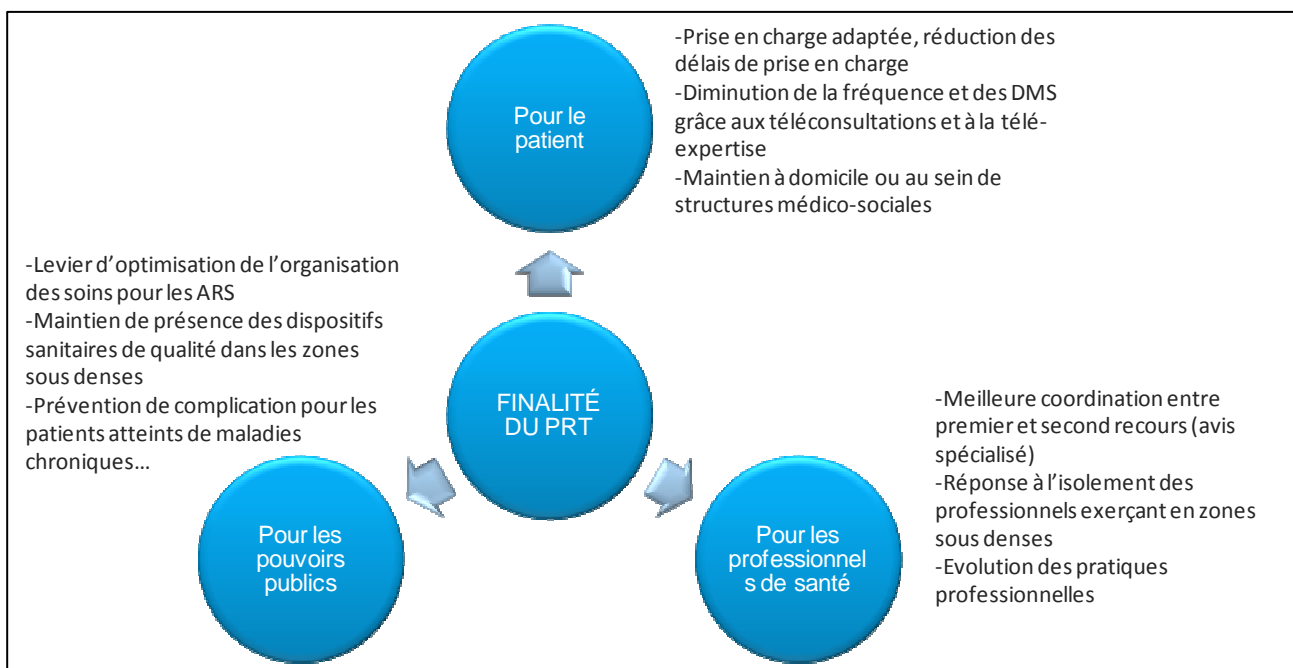 -Prise en charge adaptée, réduction des
délais de prise en charge
-Diminution de la fréquence et des DMS
grâce aux téléconsultations et à la télé-
expertise
-Maintien à domicile ou au sein de
structures médico-sociales
Pour le
patient
-Levier d'optimisation de l'organisation
des soins pour les ARS
-Maintien de présence des dispositifs
sanitaires de qualité dans les zones
sous denses
-Prévention de complication pour les
patients atteints de maladies
chroniques...
FINALITÉ
DU PRT
-Meilleure coordination entre
premier et second recours (avis
spécialisé)
-Réponse à l'isolement des
professionnels exerçant en zones
sous denses
-Evolution des pratiques
professionnelles
Pour les
pouvoirs
publics
Pour les
professionnel
s de santé